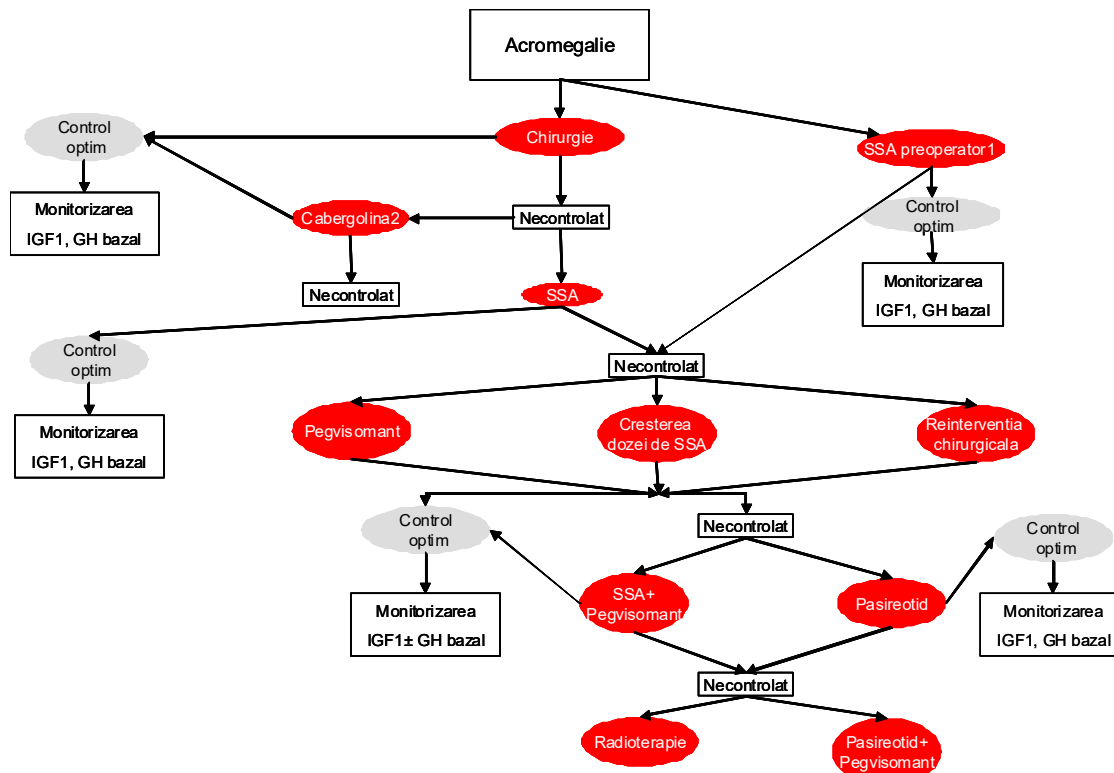 Acromegalie
Control
optim
Chirurgie
SSA preoperator1
Monitorizarea
IGF1, GH bazal
Cabergolina2
Necontrolat
Control
optim
Necontrolat
SSA
Monitorizarea
IGF1, GH bazal
Control
optim
Necontrolat
Monitorizarea
IGF1, GH bazal
Pegvisomant
Cresterea
dozei de SSA
Reinterventia
chirurgicala
Control
optim
Necontrolat
Control
optim
Monitorizarea
IGF1± GH bazal
SSA+
Pegvisomant
Pasireotid
Monitorizarea
IGF1, GH bazal
Necontrolat
Radioterapie
Pasireotid+
Pegvisomant